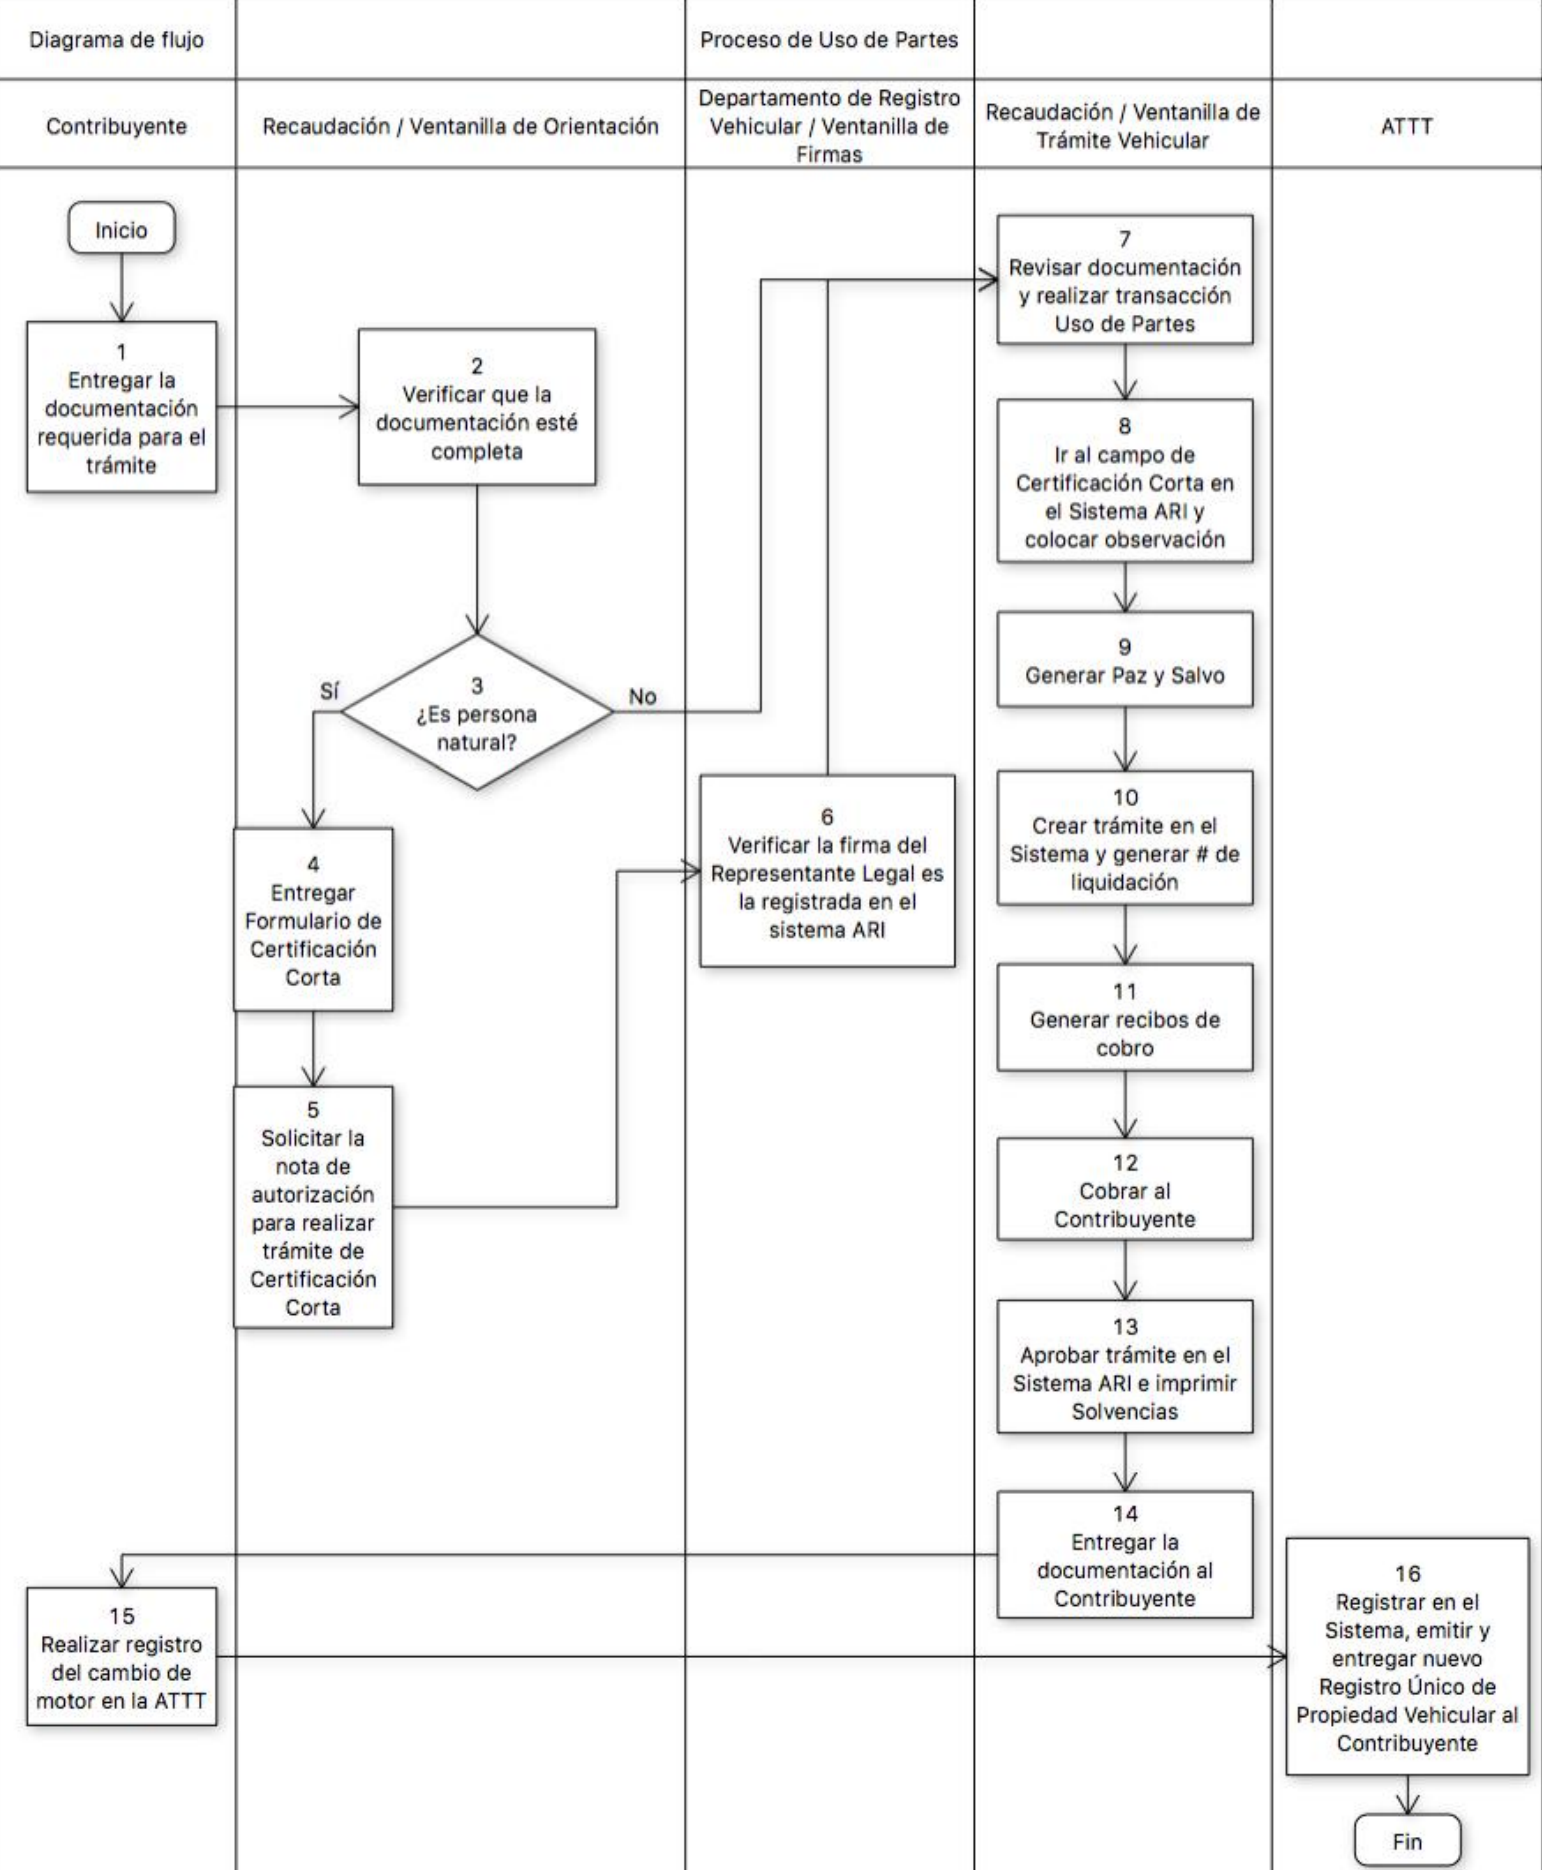 Diagrama de flujo
Proceso de Uso de Partes
Contribuyente
Recaudación / Ventanilla de Orientación
Departamento de Registro
Vehicular / Ventanilla de
Firmas
Recaudación / Ventanilla de
Trámite Vehicular
ATTT
Inicio
1
Entregar la
documentación
requerida para el
trámite
2
Verificar que la
documentación esté
completa
3
¿Es persona
natural?
Sí
No
4
Entregar
Formulario de
Certificación
Corta
5
Solicitar la
nota de
autorización
para realizar
trámite de
Certificación
Corta
6
Verificar la firma del
Representante Legal es
la registrada en el
sistema ARI
7
Revisar documentación
y realizar transacción
Uso de Partes
8
Ir al campo de
Certificación Corta en
el Sistema ARI y
colocar observación
9
Generar Paz y Salvo
10
Crear trámite en el
Sistema y generar # de
liquidación
11
Generar recibos de
cobro
12
Cobrar al
Contribuyente
13
Aprobar trámite en el
Sistema ARI e imprimir
Solvencias
14
Entregar la
documentación al
Contribuyente
15
Realizar registro
del cambio de
motor en la ATTT
16
Registrar en el
Sistema, emitir y
entregar nuevo
Registro Único de
Propiedad Vehicular al
Contribuyente
Fin